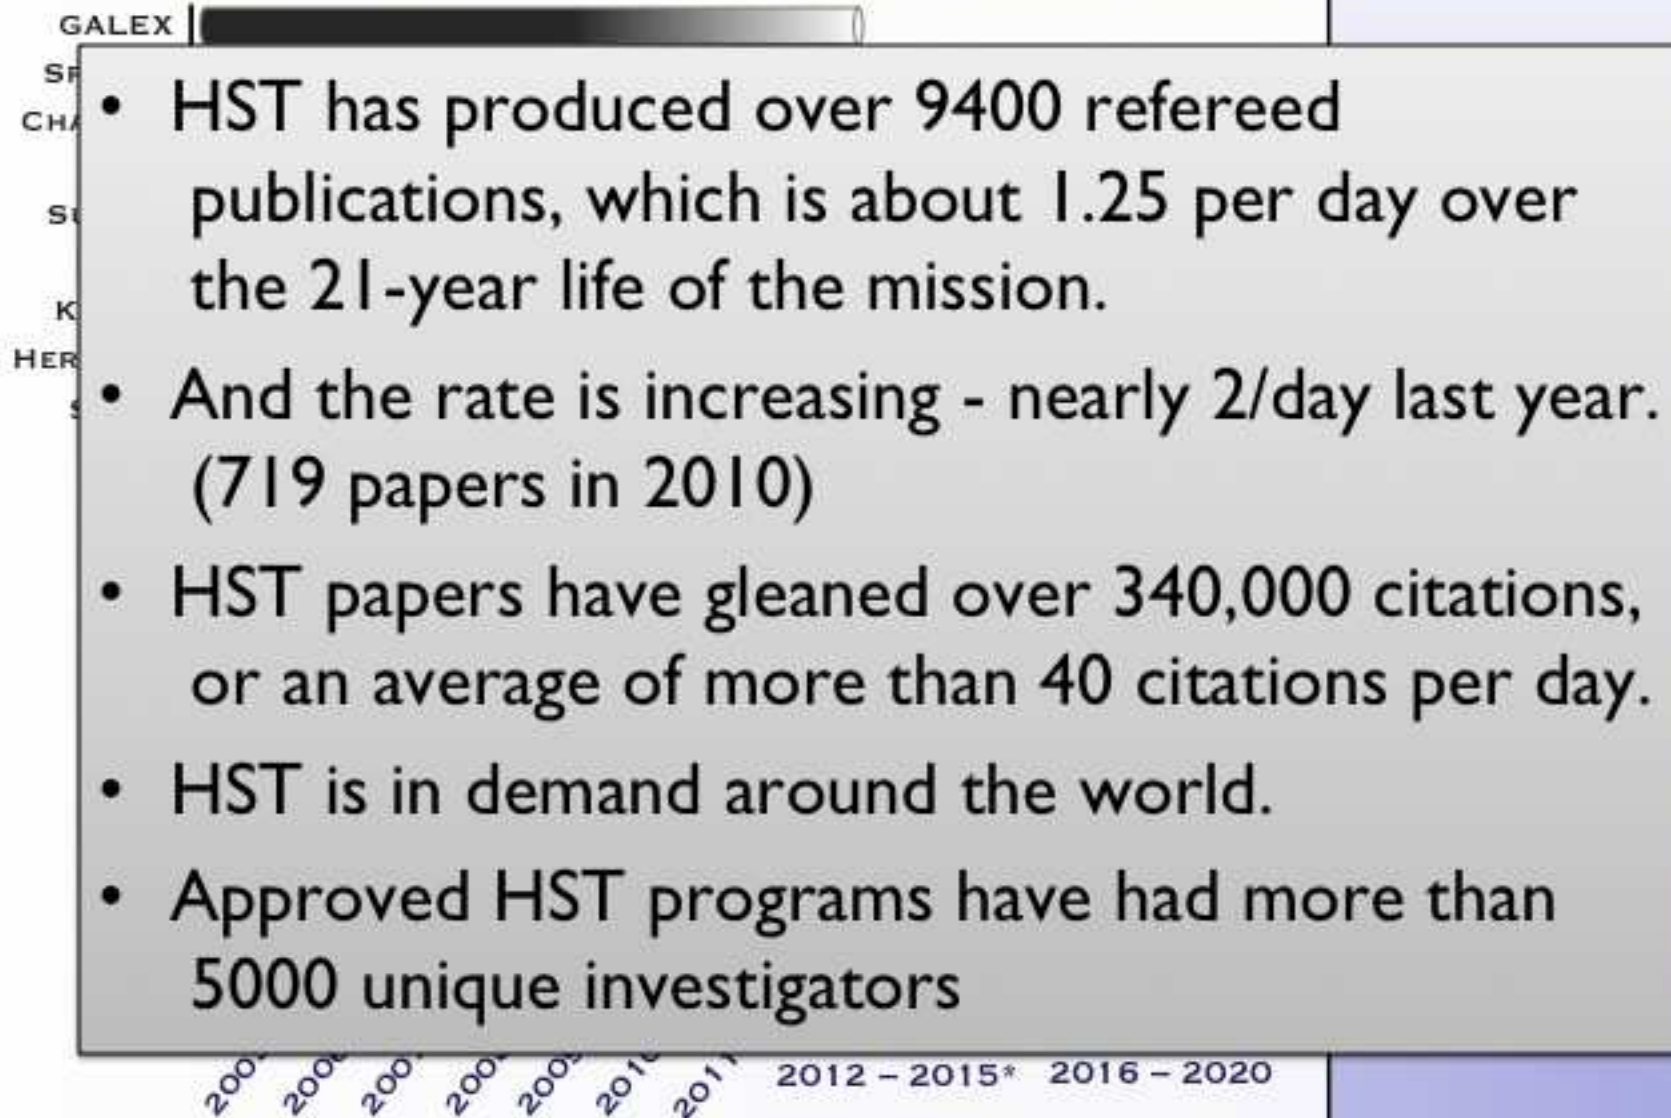 GALEX
• HST has produced over 9400 refereed
publications, which is about 1.25 per day over
the 21-year life of the mission.
• And the rate is increasing - nearly 2/day last year.
(719 papers in 2010)
• HST papers have gleaned over 340,000 citations,
or an average of more than 40 citations per day.
• HST is in demand around the world.
• Approved HST programs have had more than
5000 unique investigators
2010 2011 2012 – 2015* 2016 – 2020